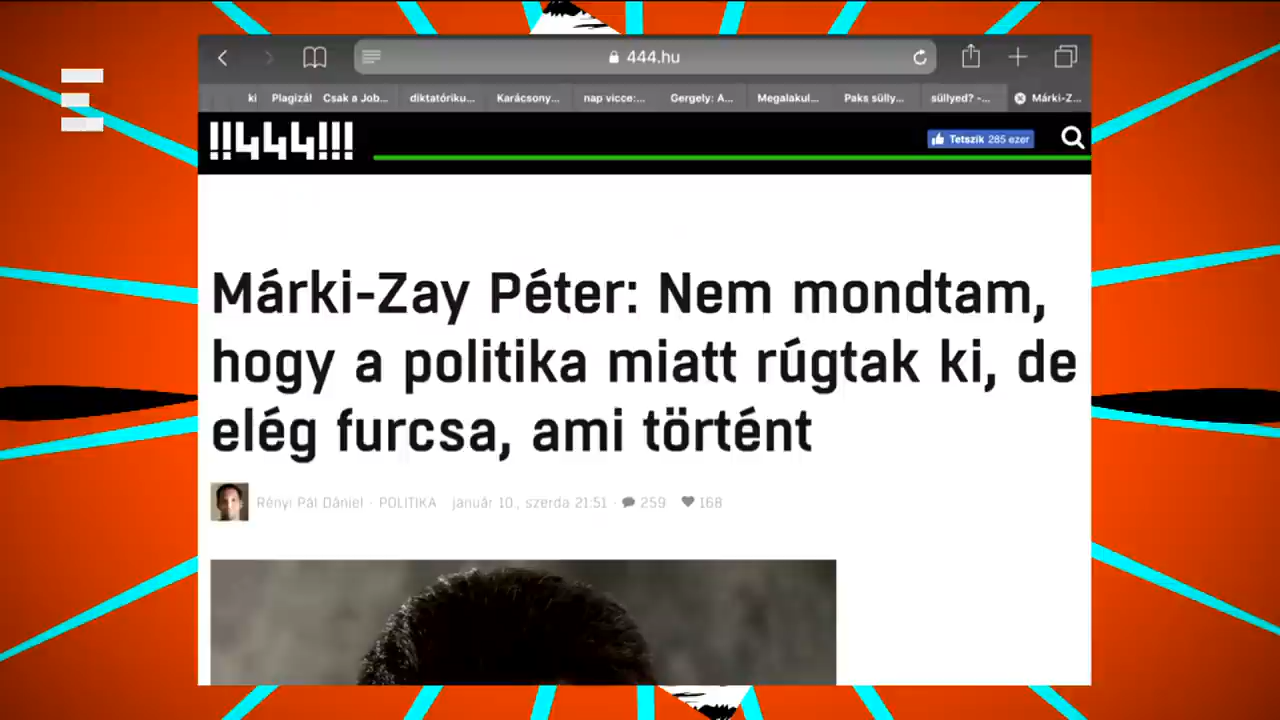 444.hu
ki
Plagizál
Csak a Job...
diktatóriku...
Karácsony...
nap vicce:...
Gergely: A...
Megalakul...
Paks sülly...
süllyed? -...
Márki-Z...
!!444!!!
Tetszik 285 ezer
Márki-Zay Péter: Nem mondtam,
hogy a politika miatt rúgtak ki, de
elég furcsa, ami történt
Rényi Pál Dániel · POLITIKA január 10., szerda 21:51 · 259 168